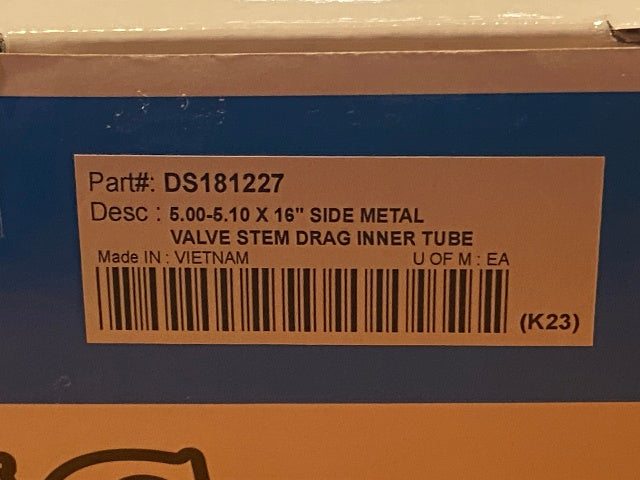 Part#: DS181227
Desc : 5.00-5.10 X 16" SIDE METAL
VALVE STEM DRAG INNER TUBE
Made IN : VIETNAM U OF M : EA
(K23)